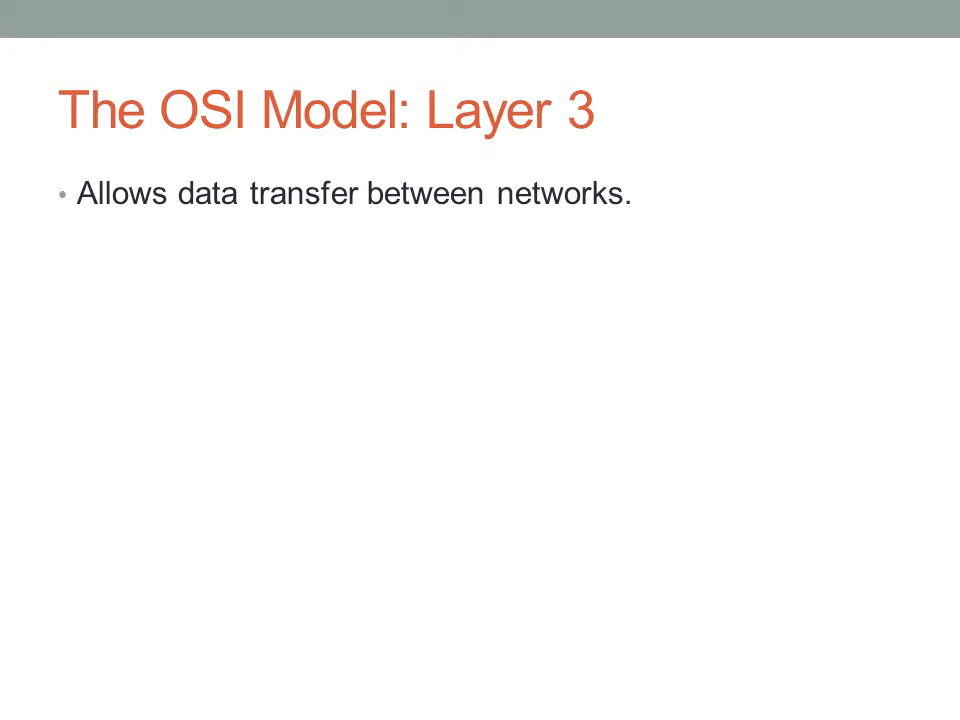 The OSI Model: Layer 3
• Allows data transfer between networks.